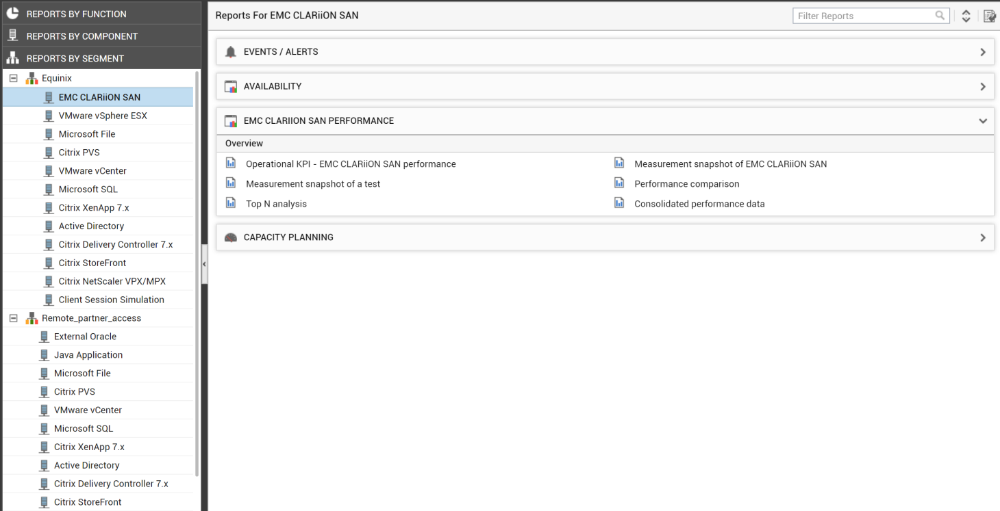 REPORTS BY FUNCTION
REPORTS BY COMPONENT
REPORTS BY SEGMENT
Equinix
EMC CLARiiON SAN
VMware vSphere ESX
Microsoft File
Citrix PVS
VMware vCenter
Microsoft SQL
Citrix XenApp 7.x
Active Directory
Citrix Delivery Controller 7.x
Citrix StoreFront
Citrix NetScaler VPX/MPX
Client Session Simulation
Remote_partner_access
External Oracle
Java Application
Microsoft File
Citrix PVS
VMware vCenter
Microsoft SQL
Citrix XenApp 7.x
Active Directory
Citrix Delivery Controller 7.x
Citrix StoreFront
Reports For EMC CLARiiON SAN
Filter Reports
EVENTS / ALERTS
AVAILABILITY
EMC CLARIION SAN PERFORMANCE
Overview
Operational KPI - EMC CLARiiON SAN performance
Measurement snapshot of EMC CLARiiON SAN
Measurement snapshot of a test
Performance comparison
Top N analysis
Consolidated performance data
CAPACITY PLANNING